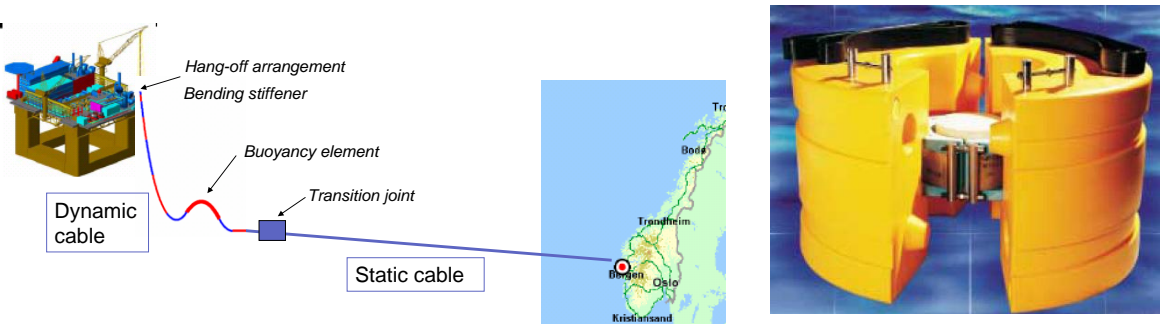 Hang-off arrangement
Bending stiffener
Buoyancy element
Transition joint
Dynamic
cable
Static cable
Bodø
Trondheim
Bergen
Oslo
Kristiansand